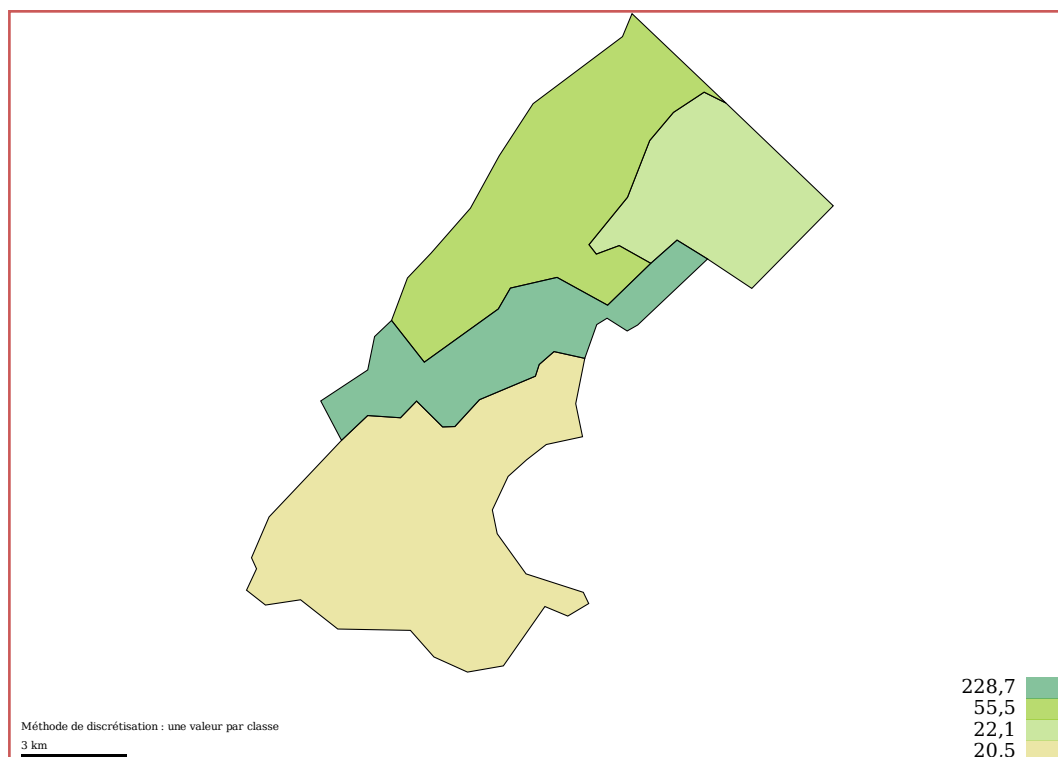 228,7
55,5
22,1
20,5
Méthode de discrétisation : une valeur par classe
3 km